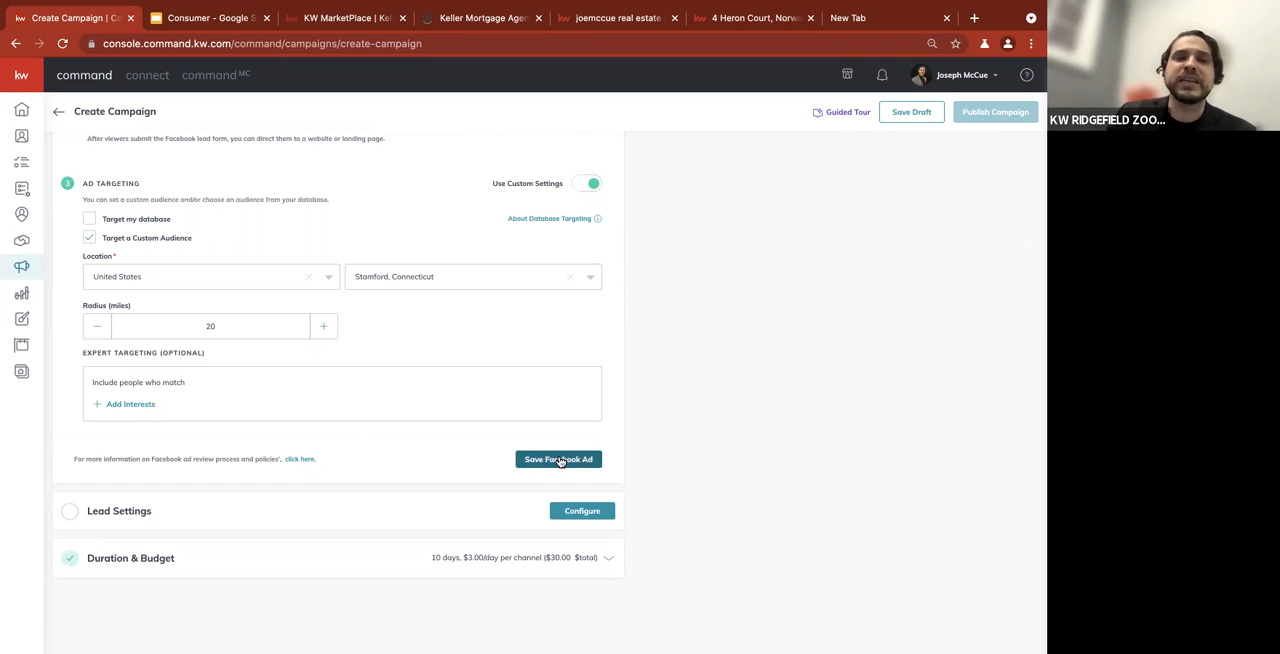 Create Campaign | Ca
Consumer - Google S
KW MarketPlace | Kel
Keller Mortgage Agen
joemccue real estate
4 Heron Court, Norwa
New Tab
console.command.kw.com/command/campaigns/create-campaign
kw
command
connect
command MC
Joseph McCue
Create Campaign
Guided Tour
Save Draft
Publish Campaign
KW RIDGEFIELD ZOO...
After viewers submit the Facebook lead form, you can direct them to a website or landing page.
3 AD TARGETING
Use Custom Settings
You can set a custom audience and/or choose an audience from your database.
Target my database
About Database Targeting
Target a Custom Audience
Location*
United States
Stamford, Connecticut
Radius (miles)
20
EXPERT TARGETING (OPTIONAL)
Include people who match
+ Add Interests
For more information on Facebook ad review process and policies', click here.
Save Facebook Ad
Lead Settings
Configure
Duration & Budget
10 days, $3.00/day per channel ($30.00 $total)